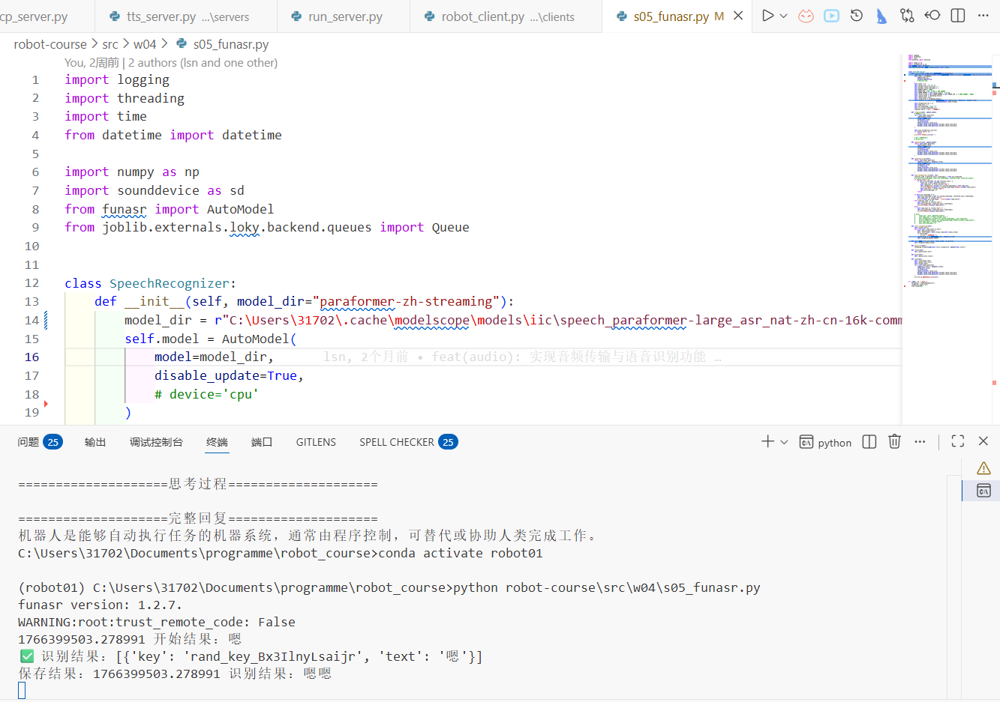 cp_server.py
tts_server.py ...\servers
run_server.py
robot_client.py ...\clients
s05_funasr.py M
robot-course > src > w04 > s05_funasr.py
You, 2周前 | 2 authors (lsn and one other)
1 import logging
2 import threading
3 import time
4 from datetime import datetime
5
6 import numpy as np
7 import sounddevice as sd
8 from funasr import AutoModel
9 from joblib.externals.loky.backend.queues import Queue
10
11
12 class SpeechRecognizer:
13 def __init__(self, model_dir="paraformer-zh-streaming"):
14 model_dir = r"C:\Users\31702\.cache\modelscope\models\iic\speech_paraformer-large_asr_nat-zh-cn-16k-comm
15 self.model = AutoModel(
16 model=model_dir, lsn, 2个月前 • feat(audio): 实现音频传输与语音识别功能 …
17 disable_update=True,
18 # device='cpu'
19 )
问题 25 输出 调试控制台 终端 端口 GITLENS SPELL CHECKER 25 python
====================思考过程====================
====================完整回复====================
机器人是能够自动执行任务的机器系统，通常由程序控制，可替代或协助人类完成工作。
C:\Users\31702\Documents\programme\robot_course>conda activate robot01
(robot01) C:\Users\31702\Documents\programme\robot_course>python robot-course\src\w04\s05_funasr.py
funasr version: 1.2.7.
WARNING:root:trust_remote_code: False
1766399503.278991 开始结果：嗯
✅ 识别结果：[{'key': 'rand_key_Bx3IlnyLsaijr', 'text': '嗯'}]
保存结果：1766399503.278991 识别结果：嗯嗯